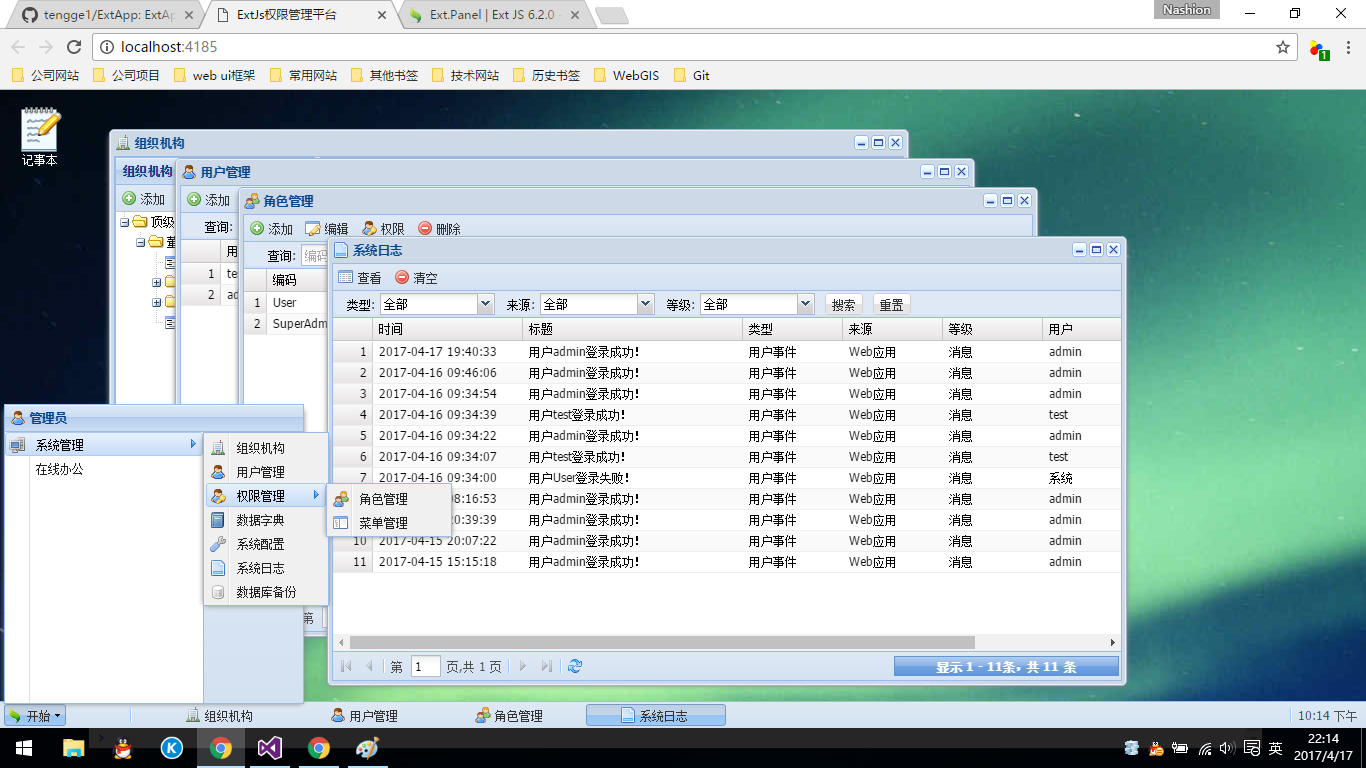 tengge1/ExtApp: ExtAp
ExtJs权限管理平台
Ext.Panel | Ext JS 6.2.0 -
Nashion
localhost:4185
1
公司网站 公司项目 web ui框架 常用网站 其他书签 技术网站 历史书签 WebGIS Git
记事本
组织机构
组织机构
添加
顶级
用户管理
添加
查询:
用
1 te
2 ad
角色管理
添加 编辑 权限 删除
查询: 编码
编码
1 User
2 SuperAdm
系统日志
查看 清空
类型: 全部 来源: 全部 等级: 全部 搜索 重置
时间 标题 类型 来源 等级 用户
1 2017-04-17 19:40:33 用户admin登录成功! 用户事件 Web应用 消息 admin
2 2017-04-16 09:46:06 用户admin登录成功! 用户事件 Web应用 消息 admin
3 2017-04-16 09:34:54 用户admin登录成功! 用户事件 Web应用 消息 admin
4 2017-04-16 09:34:39 用户test登录成功! 用户事件 Web应用 消息 test
5 2017-04-16 09:34:22 用户admin登录成功! 用户事件 Web应用 消息 admin
6 2017-04-16 09:34:07 用户test登录成功! 用户事件 Web应用 消息 test
7 2017-04-16 09:34:00 用户User登录失败! 用户事件 Web应用 消息 系统
08:16:53 用户admin登录成功! 用户事件 Web应用 消息 admin
20:39:39 用户admin登录成功! 用户事件 Web应用 消息 admin
10 2017-04-15 20:07:22 用户admin登录成功! 用户事件 Web应用 消息 admin
11 2017-04-15 15:15:18 用户admin登录成功! 用户事件 Web应用 消息 admin
第 1 页,共 1 页
显示 1 - 11条，共 11 条
管理员
系统管理
在线办公
组织机构
用户管理
权限管理
数据字典
系统配置
系统日志
数据库备份
角色管理
菜单管理
第
开始 组织机构 用户管理 角色管理 系统日志 10:14 下午
英
22:14
2017/4/17